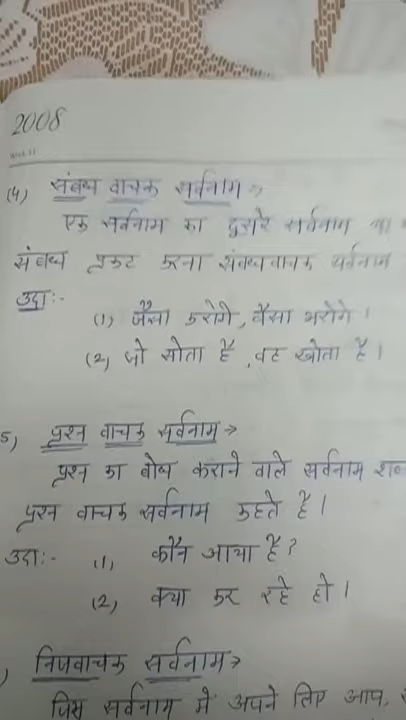 2008
(4) संबंध वाचक सर्वनाम →
एक सर्वनाम का दुसरे सर्वनाम
संबंध प्रकट करना संबंधवाचक सर्वनाम
उदा:-
(1) जैसा करोगे, वैसा भरोगे।
(2) जो सोता है, वह खोता है।
5) प्रश्न वाचक सर्वनाम →
प्रश्न का बोध कराने वाले सर्वनाम
प्रश्न वाचक सर्वनाम कहते है।
उदा:- (1) कौन आया है?
(2) क्या कर रहे हो।
) निजवाचक सर्वनाम →
जिस सर्वनाम में अपने लिए आप,